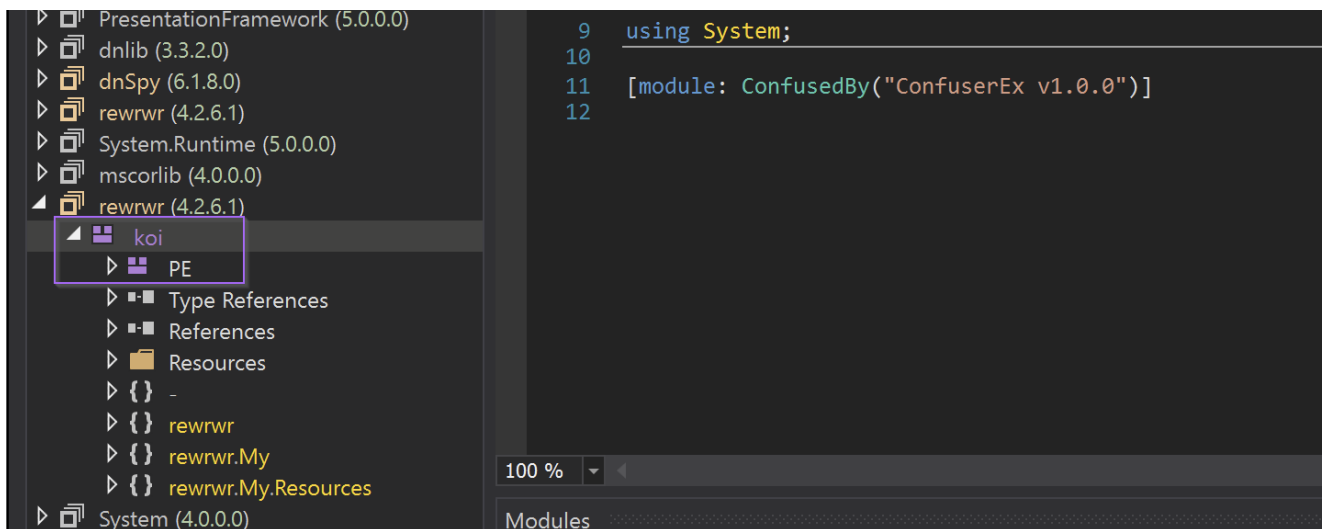 PresentationFramework (5.0.0.0)
dnlib (3.3.2.0)
dnSpy (6.1.8.0)
rewrwr (4.2.6.1)
System.Runtime (5.0.0.0)
mscorlib (4.0.0.0)
rewrwr (4.2.6.1)
koi
PE
Type References
References
Resources
{ } -
{ } rewrwr
{ } rewrwr.My
{ } rewrwr.My.Resources
System (4.0.0.0)
9 using System;
10
11 [module: ConfusedBy("ConfuserEx v1.0.0")]
12
100 %
Modules